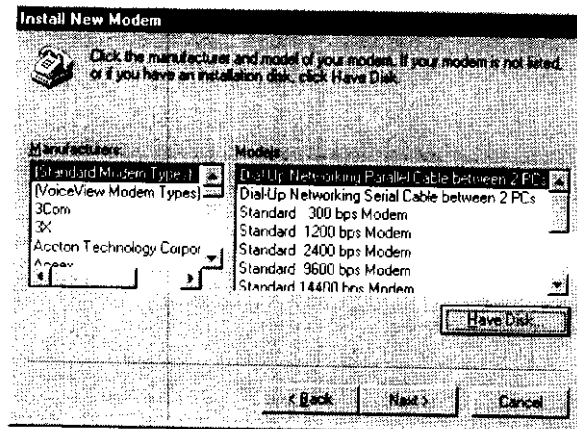 Install New Modem
Click the manufacturer and model of your modem. If your modem is not listed,
or if you have an installation disk, click Have Disk.
Manufacturers:
Models:
(Standard Modem Types)
(VoiceView Modem Types)
3Com
3X
Accton Technology Corpor
Dial-Up Networking Parallel Cable between 2 PCs
Dial-Up Networking Serial Cable between 2 PCs
Standard 300 bps Modem
Standard 1200 bps Modem
Standard 2400 bps Modem
Standard 9600 bps Modem
Standard 14400 bps Modem
Have Disk...
< Back
Next >
Cancel